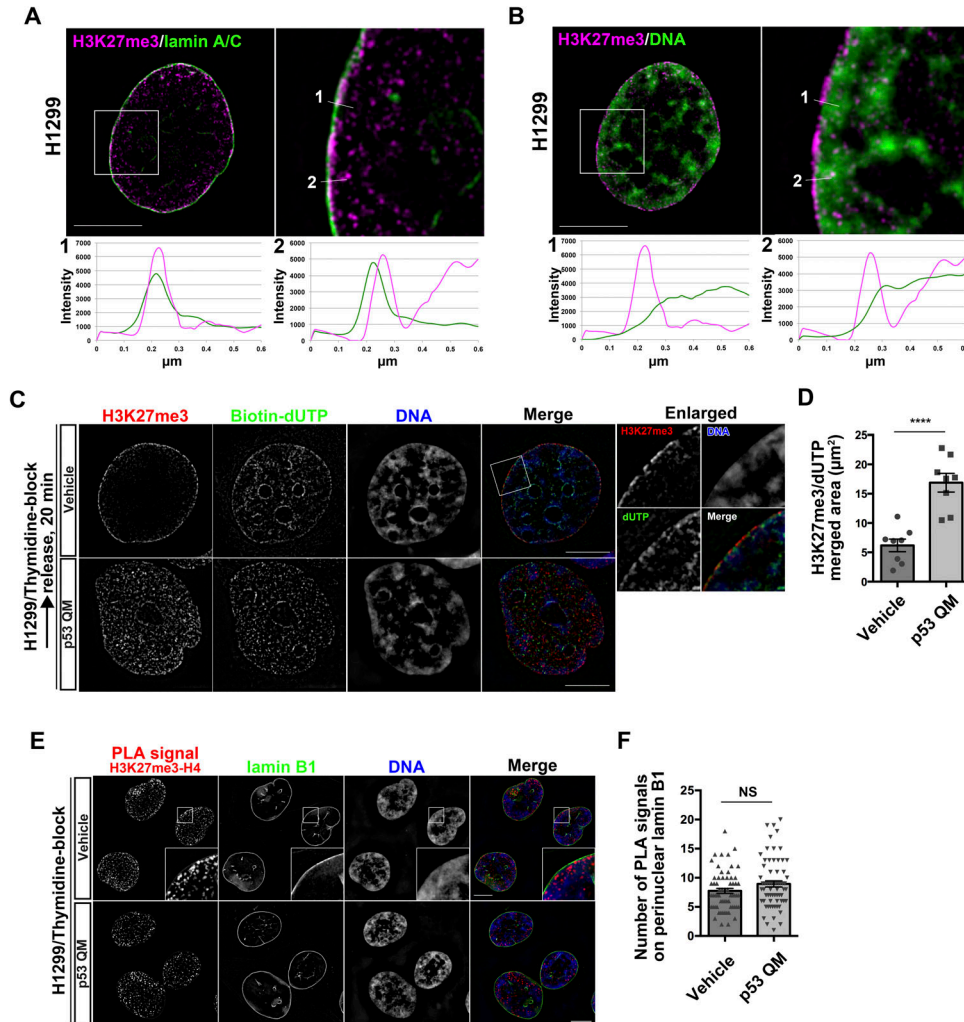 A
H3K27me3/lamin A/C
H1299
1
2
1
7000
6000
5000
4000
3000
2000
1000
0
Intensity
0 0.1 0.2 0.3 0.4 0.5 0.6
µm
2
6000
5000
4000
3000
2000
1000
0
0 0.1 0.2 0.3 0.4 0.5 0.6
B
H3K27me3/DNA
H1299
1
2
1
7000
6000
5000
4000
3000
2000
1000
0
Intensity
0 0.1 0.2 0.3 0.4 0.5 0.6
µm
2
6000
5000
4000
3000
2000
1000
0
0 0.1 0.2 0.3 0.4 0.5 0.6
C
H3K27me3 Biotin-dUTP DNA Merge Enlarged
H1299/Thymidine-block
release, 20 min
Vehicle
p53 QM
H3K27me3 DNA
dUTP Merge
D
H3K27me3/dUTP
merged area (µm²)
25
20
15
10
5
0
****
Vehicle
p53 QM
E
PLA signal
H3K27me3-H4
lamin B1 DNA Merge
H1299/Thymidine-block
Vehicle
p53 QM
F
Number of PLA signals
on perinuclear lamin B1
25
20
15
10
5
0
NS
Vehicle
p53 QM